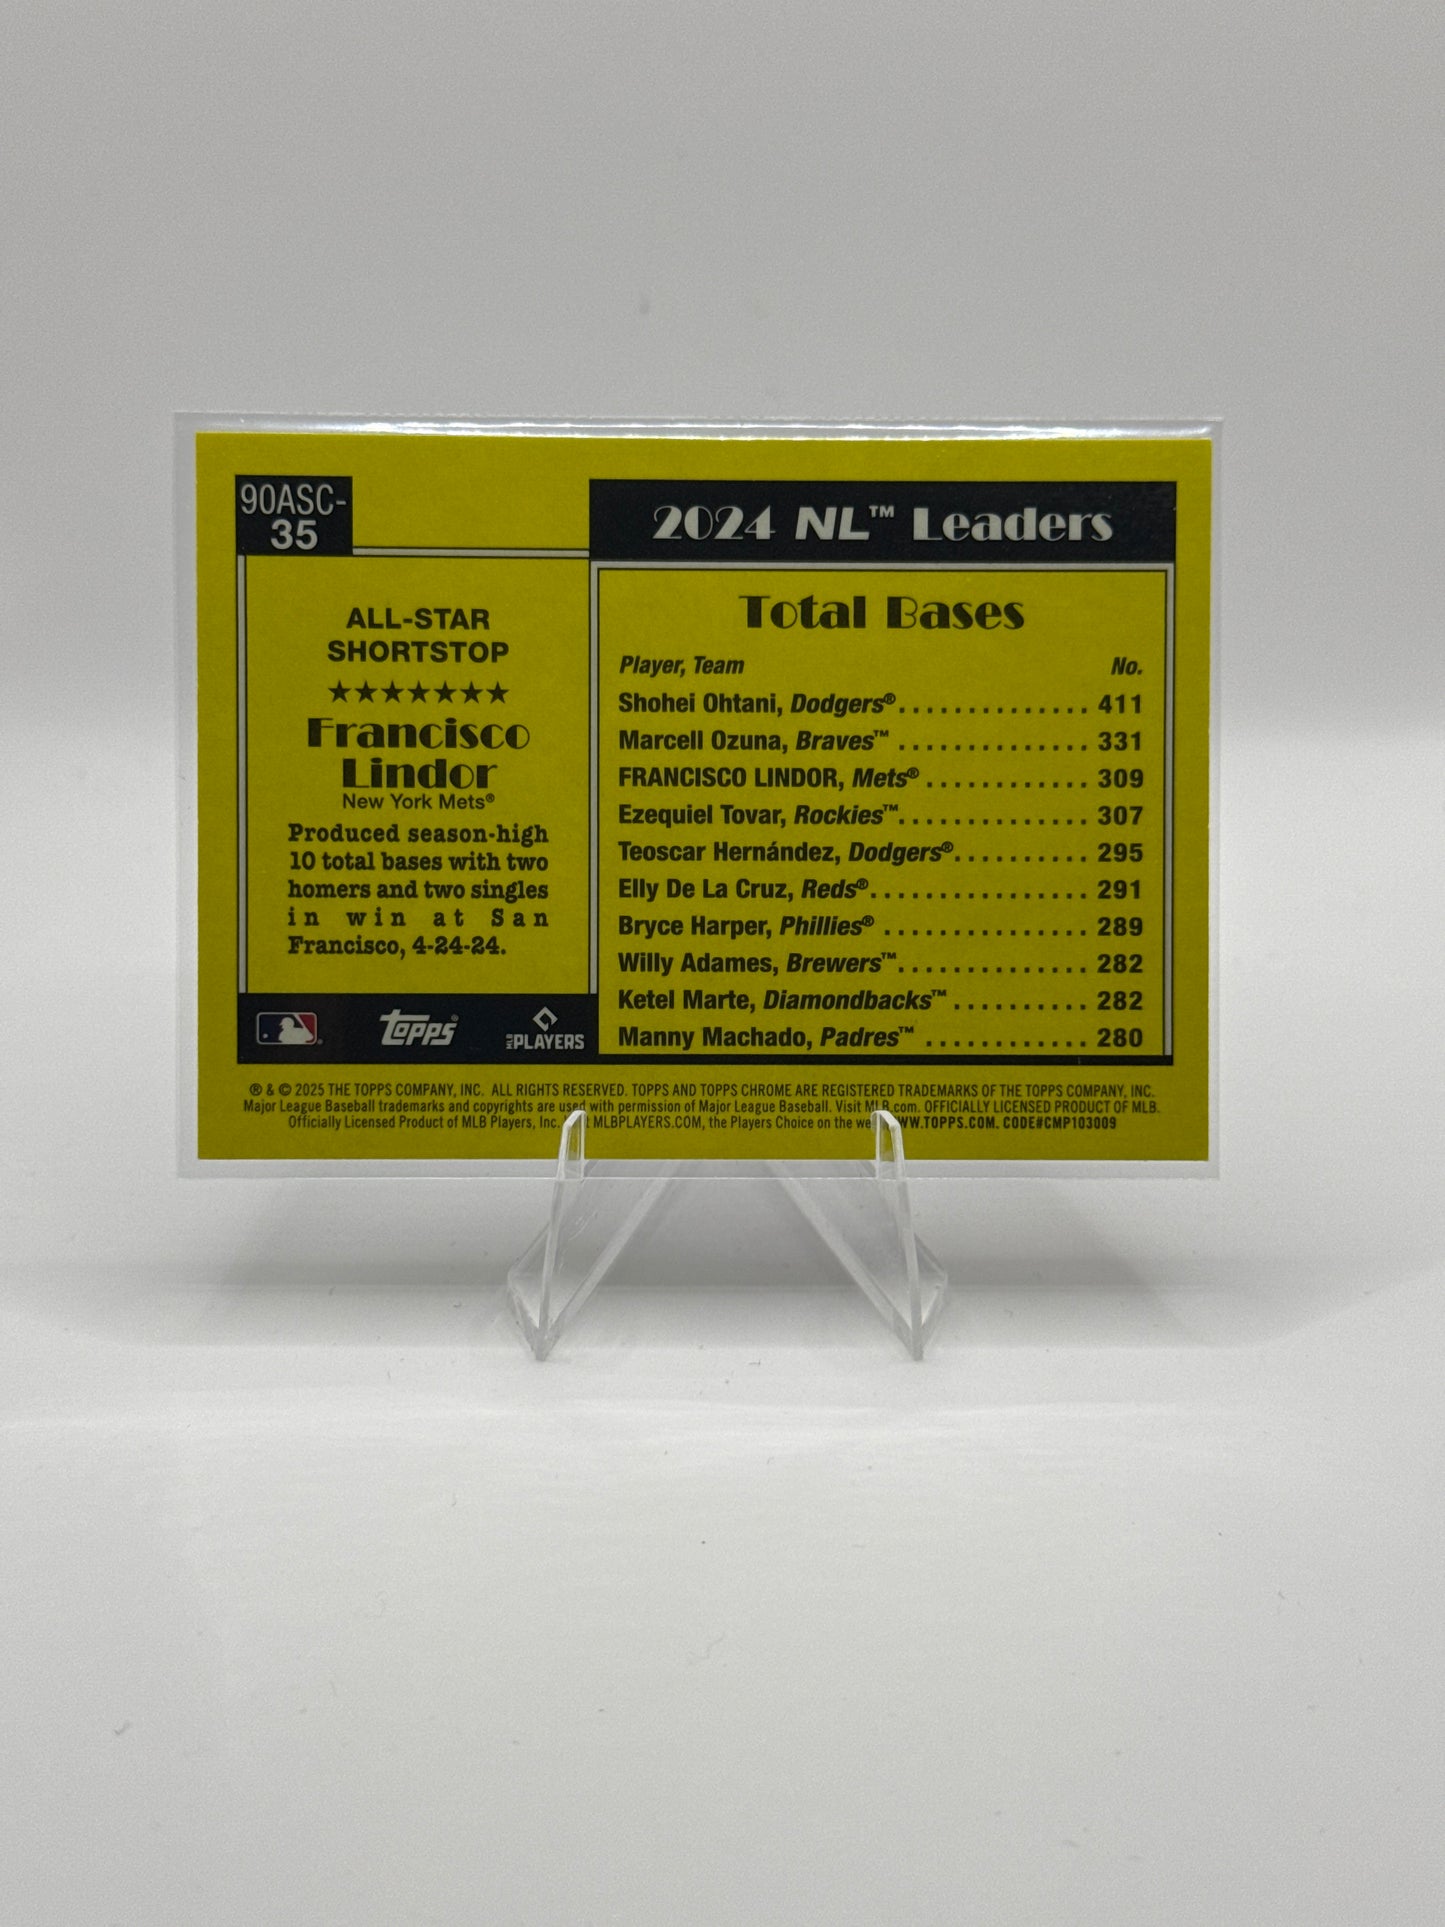 90ASC-
35
ALL-STAR
SHORTSTOP
★★★★★★★
Francisco
Lindor
New York Mets®
Produced season-high
10 total bases with two
homers and two singles
in win at San
Francisco, 4-24-24.
topps®
MLB PLAYERS
2024 NL™ Leaders
Total Bases
Player, Team No.
Shohei Ohtani, Dodgers®.............. 411
Marcell Ozuna, Braves™ .............. 331
FRANCISCO LINDOR, Mets® ............ 309
Ezequiel Tovar, Rockies™.............. 307
Teoscar Hernández, Dodgers®.......... 295
Elly De La Cruz, Reds®................ 291
Bryce Harper, Phillies® ............... 289
Willy Adames, Brewers™.............. 282
Ketel Marte, Diamondbacks™ .......... 282
Manny Machado, Padres™ ............ 280
® & © 2025 THE TOPPS COMPANY, INC. ALL RIGHTS RESERVED. TOPPS AND TOPPS CHROME ARE REGISTERED TRADEMARKS OF THE TOPPS COMPANY, INC.
Major League Baseball trademarks and copyrights are used with permission of Major League Baseball. Visit MLB.com. OFFICIALLY LICENSED PRODUCT OF MLB.
Officially Licensed Product of MLB Players, Inc. MLBPLAYERS.COM, the Players Choice on the WWW.TOPPS.COM. CODE#CMP103009